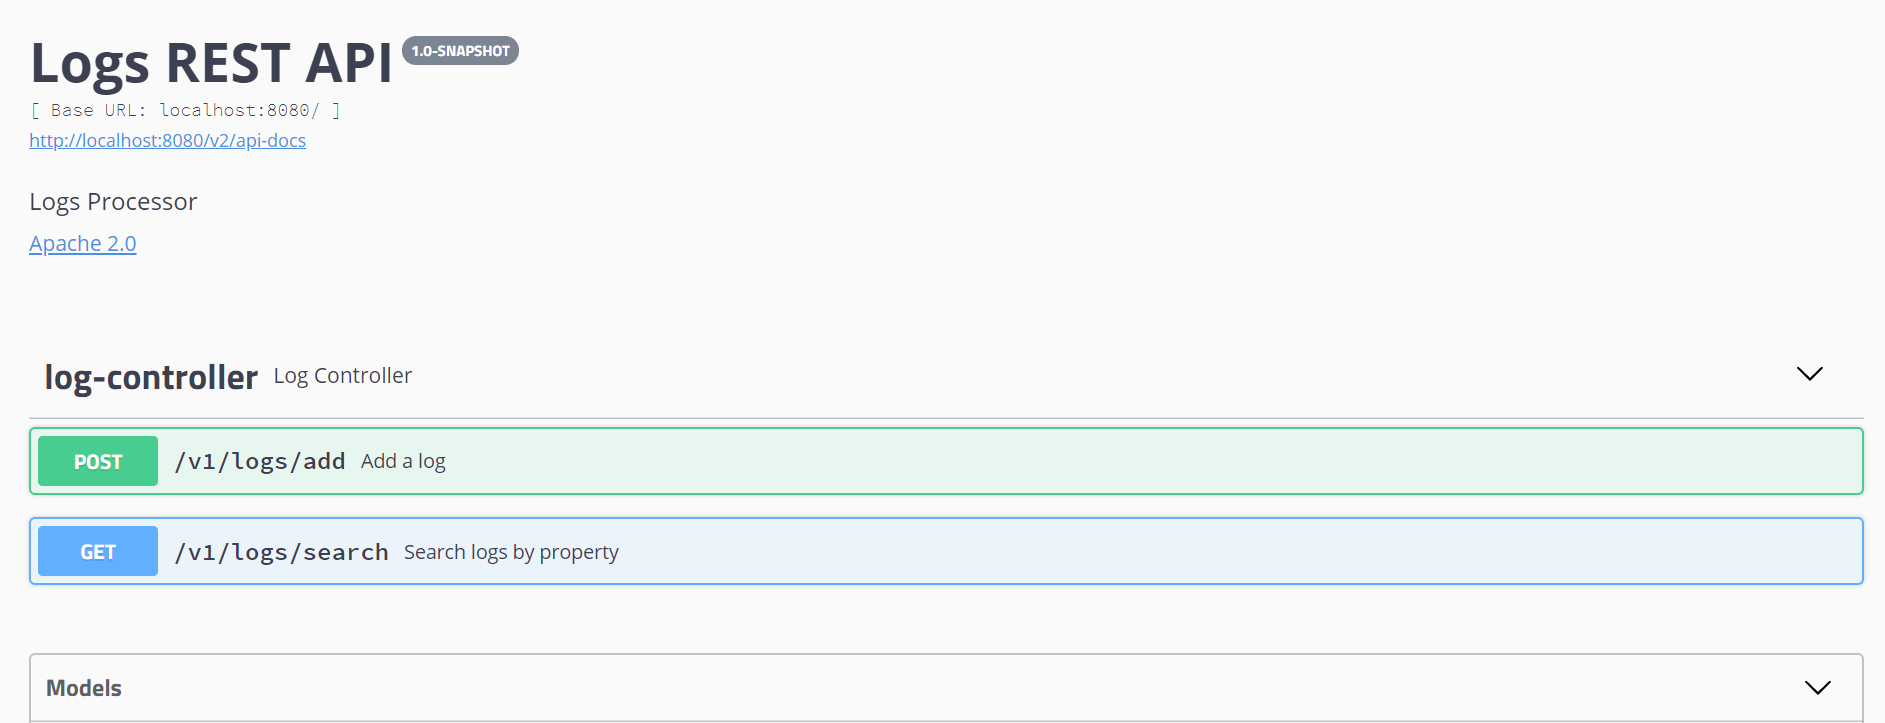 Logs REST API 1.0-SNAPSHOT
[ Base URL: localhost:8080/ ]
http://localhost:8080/v2/api-docs
Logs Processor
Apache 2.0
log-controller Log Controller
POST /v1/logs/add Add a log
GET /v1/logs/search Search logs by property
Models